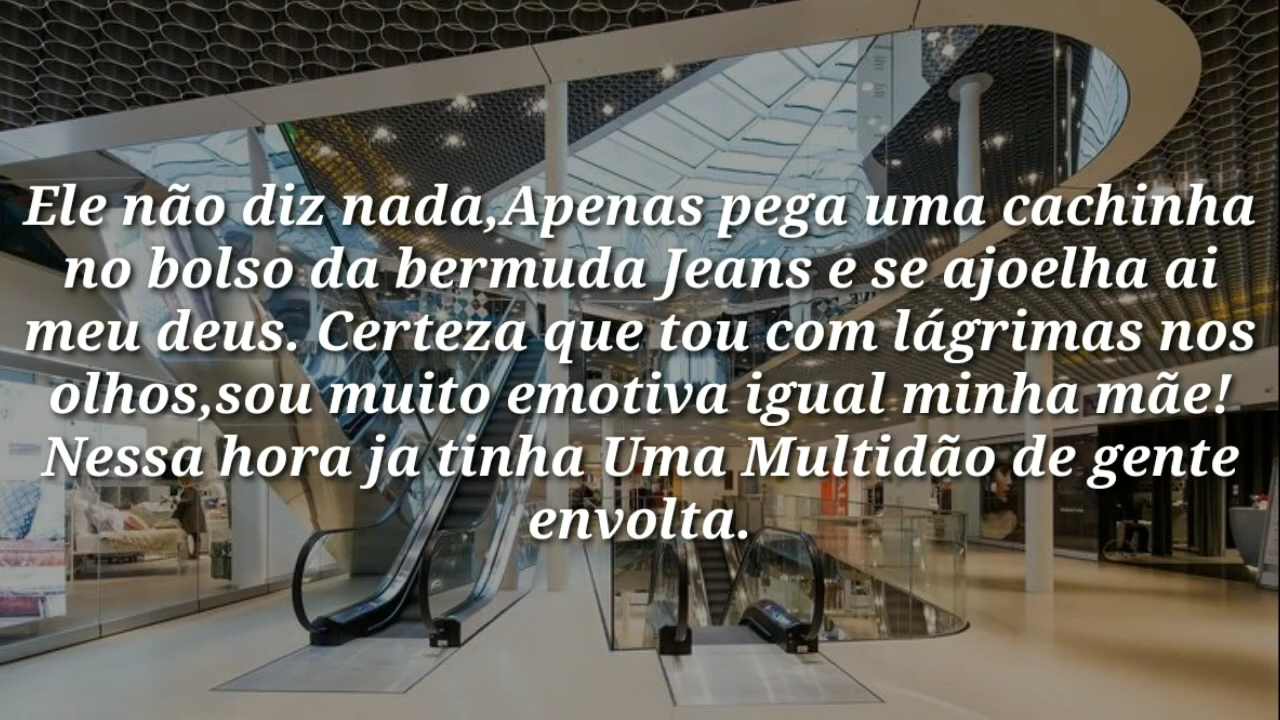 Ele não diz nada,Apenas pega uma cachinha
no bolso da bermuda Jeans e se ajoelha ai
meu deus. Certeza que tou com lágrimas nos
olhos,sou muito emotiva igual minha mãe!
Nessa hora ja tinha Uma Multidão de gente
envolta.